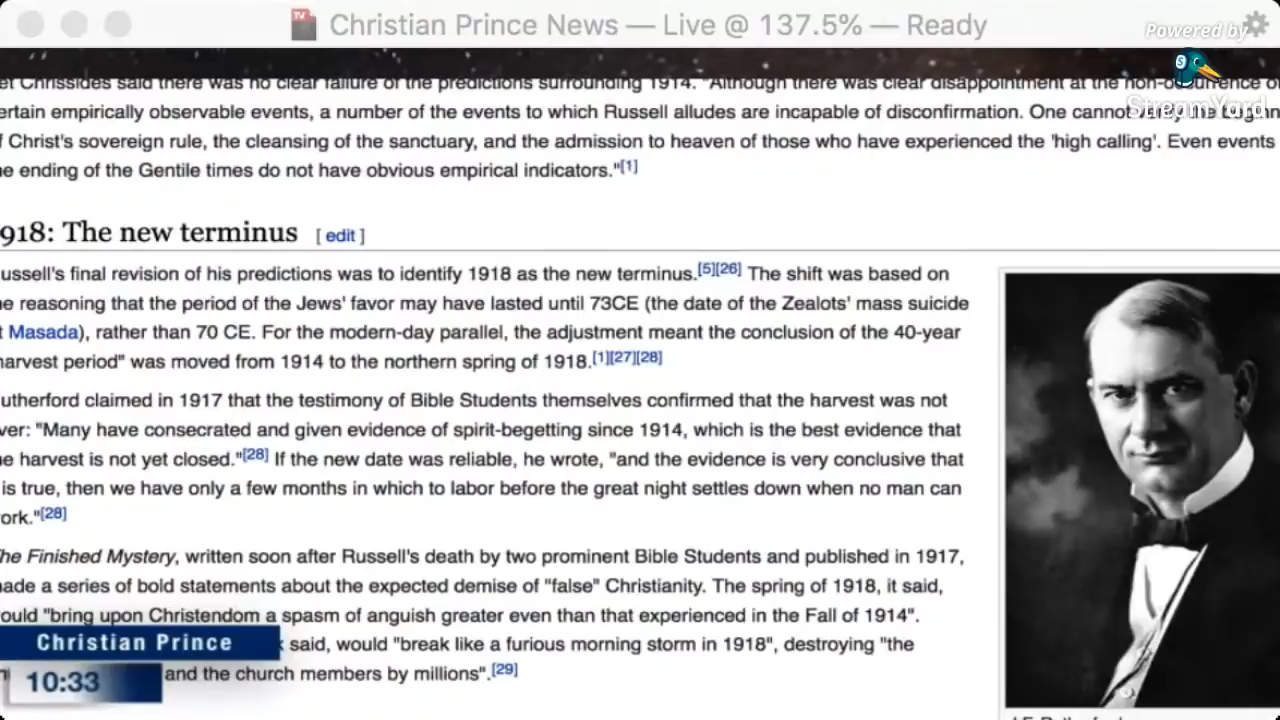 Christian Prince News — Live @ 137.5% — Ready
Powered by
StreamYard
et Chrissides said there was no clear failure of the predictions surrounding 1914. "Although there was clear disappointment at the non-occurence o
ertain empirically observable events, a number of the events to which Russell alludes are incapable of disconfirmation. One cannot
f Christ's sovereign rule, the cleansing of the sanctuary, and the admission to heaven of those who have experienced the 'high calling'. Even events
e ending of the Gentile times do not have obvious empirical indicators."[1]
918: The new terminus [ edit ]
ussell's final revision of his predictions was to identify 1918 as the new terminus.[5][26] The shift was based on
e reasoning that the period of the Jews' favor may have lasted until 73CE (the date of the Zealots' mass suicide
t Masada), rather than 70 CE. For the modern-day parallel, the adjustment meant the conclusion of the 40-year
harvest period" was moved from 1914 to the northern spring of 1918.[1][27][28]
utherford claimed in 1917 that the testimony of Bible Students themselves confirmed that the harvest was not
ver: "Many have consecrated and given evidence of spirit-begetting since 1914, which is the best evidence that
e harvest is not yet closed."[28] If the new date was reliable, he wrote, "and the evidence is very conclusive that
is true, then we have only a few months in which to labor before the great night settles down when no man can
ork."[28]
he Finished Mystery, written soon after Russell's death by two prominent Bible Students and published in 1917,
ade a series of bold statements about the expected demise of "false" Christianity. The spring of 1918, it said,
ould "bring upon Christendom a spasm of anguish greater even than that experienced in the Fall of 1914".
said, would "break like a furious morning storm in 1918", destroying "the
and the church members by millions".[29]
Christian Prince
10:33